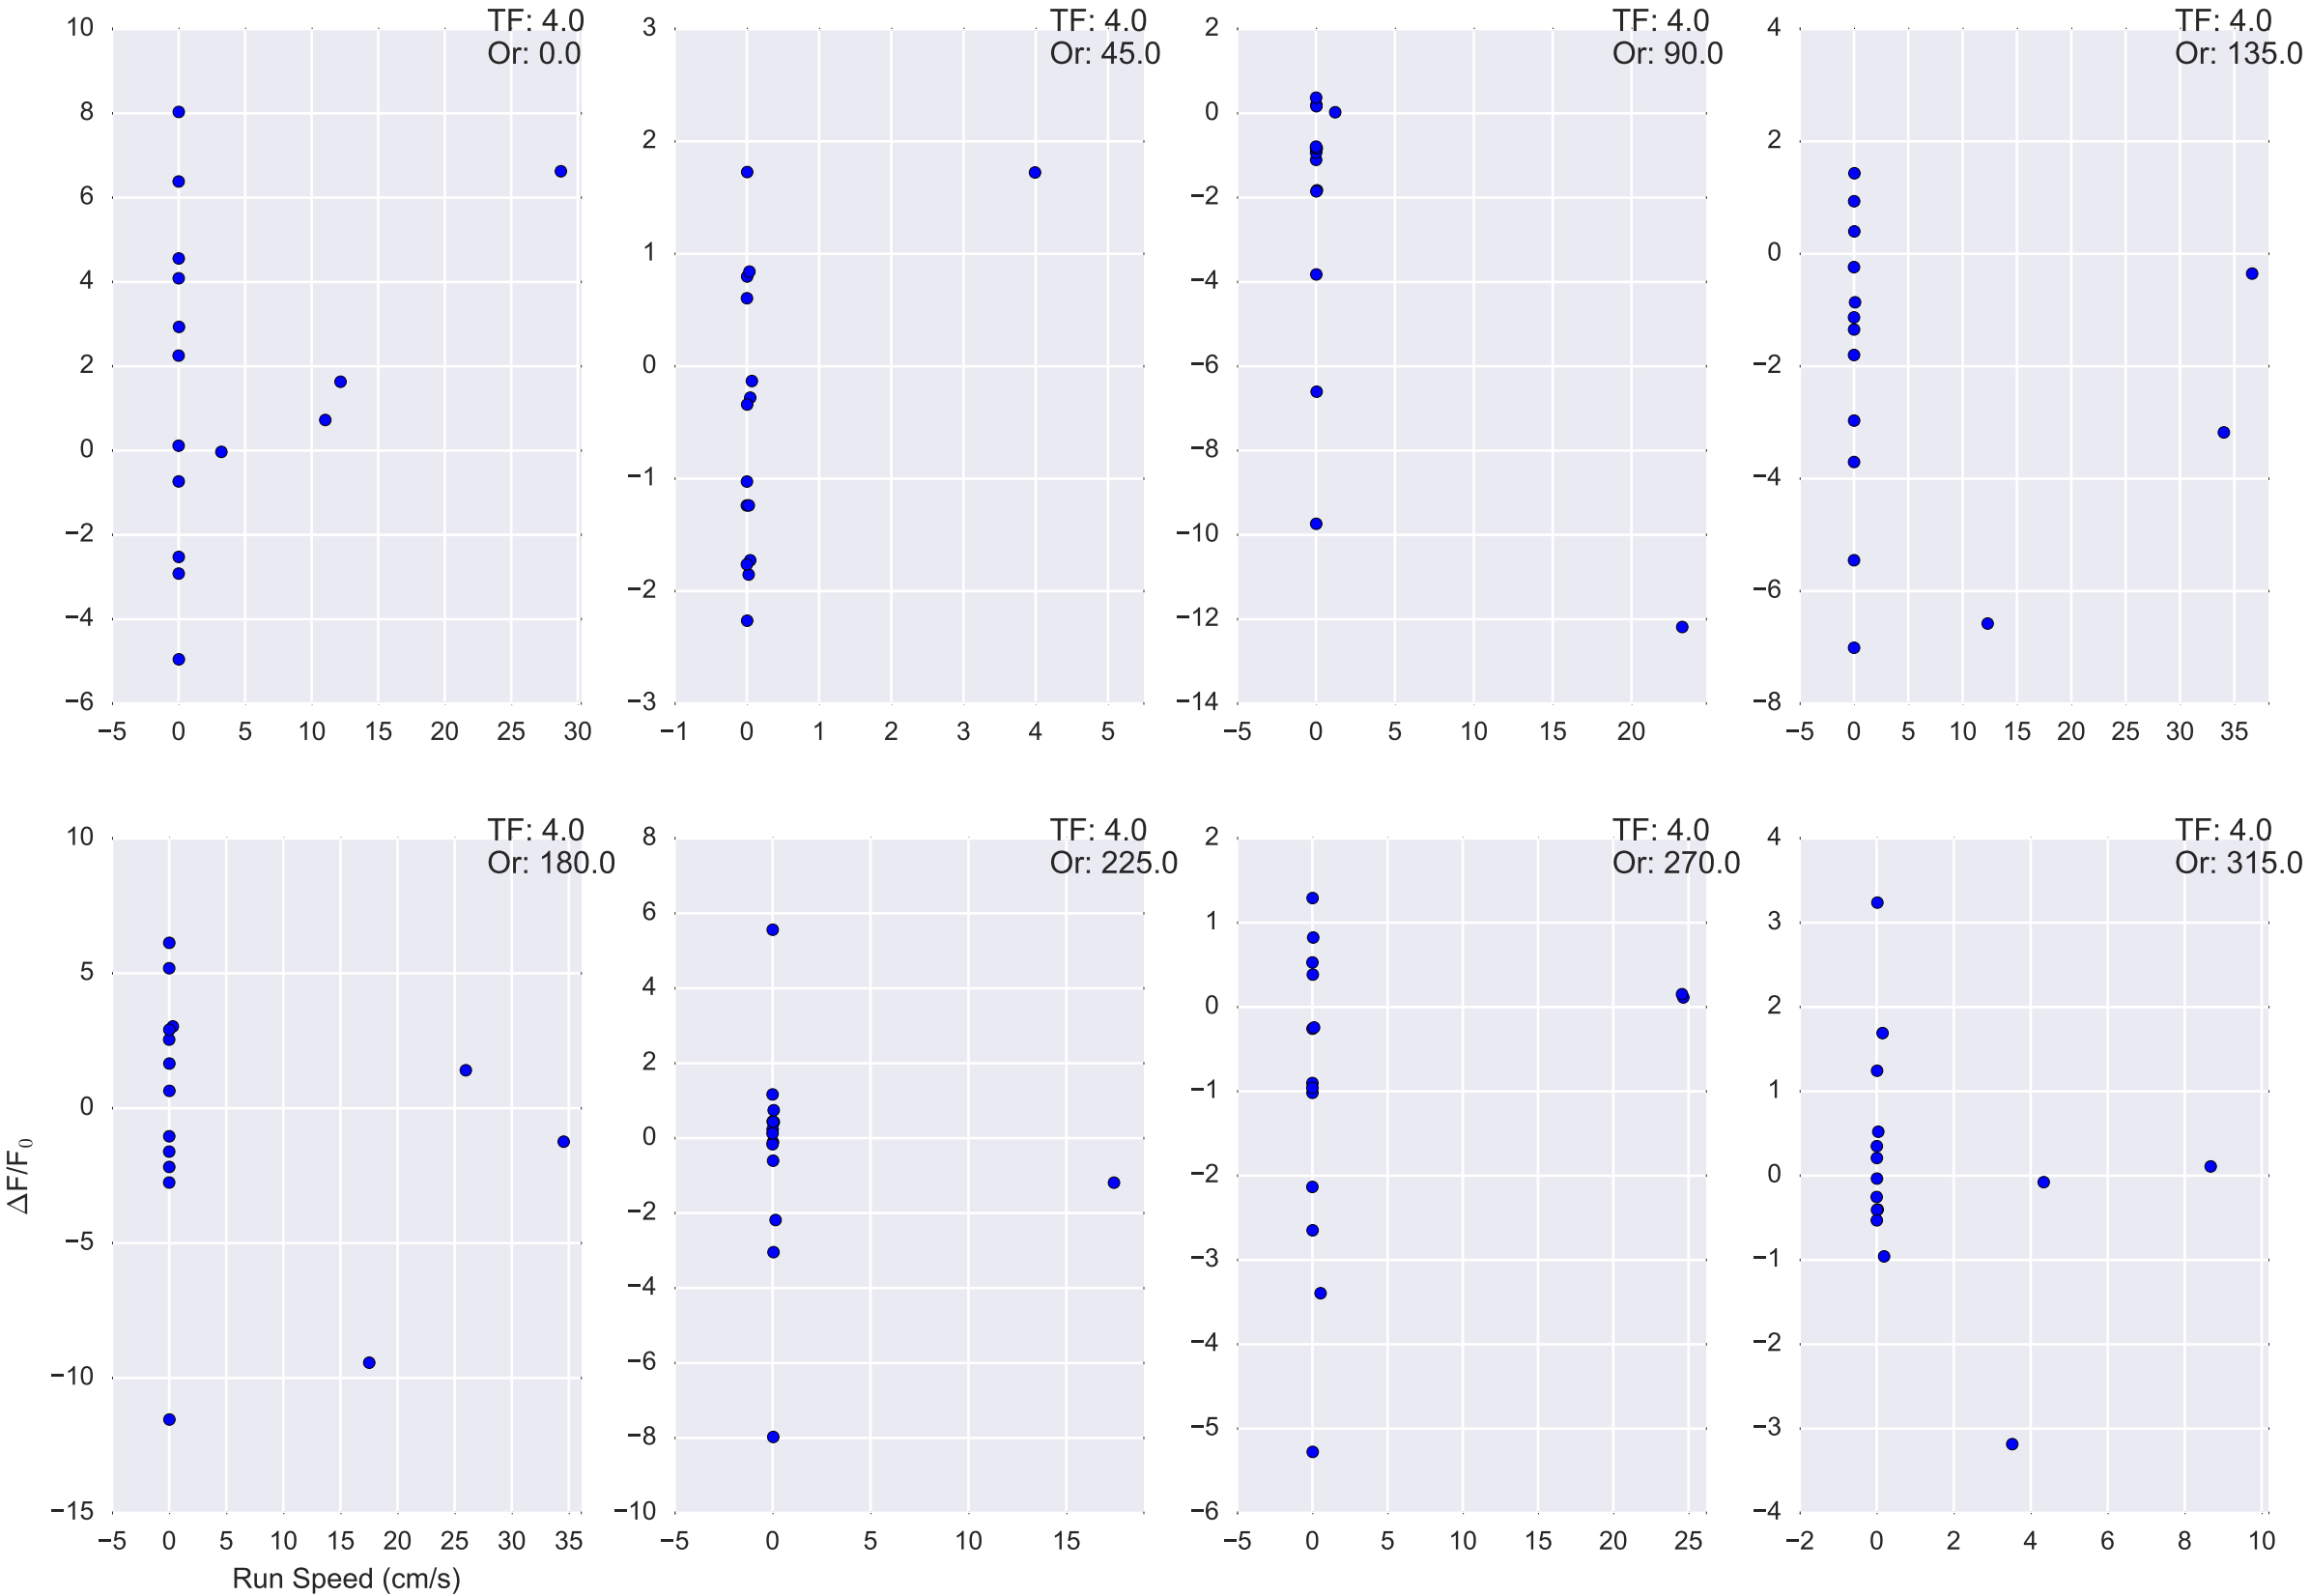 TF: 4.0
Or: 0.0
10
8
6
4
2
0
−2
−4
−6
−5 0 5 10 15 20 25 30
TF: 4.0
Or: 45.0
3
2
1
0
−1
−2
−3
−1 0 1 2 3 4 5
TF: 4.0
Or: 90.0
2
0
−2
−4
−6
−8
−10
−12
−14
−5 0 5 10 15 20
TF: 4.0
Or: 135.0
4
2
0
−2
−4
−6
−8
−5 0 5 10 15 20 25 30 35
TF: 4.0
Or: 180.0
10
5
0
−5
−10
−15
−5 0 5 10 15 20 25 30 35
Run Speed (cm/s)
ΔF/F₀
TF: 4.0
Or: 225.0
8
6
4
2
0
−2
−4
−6
−8
−10
−5 0 5 10 15
TF: 4.0
Or: 270.0
2
1
0
−1
−2
−3
−4
−5
−6
−5 0 5 10 15 20 25
TF: 4.0
Or: 315.0
4
3
2
1
0
−1
−2
−3
−4
−2 0 2 4 6 8 10